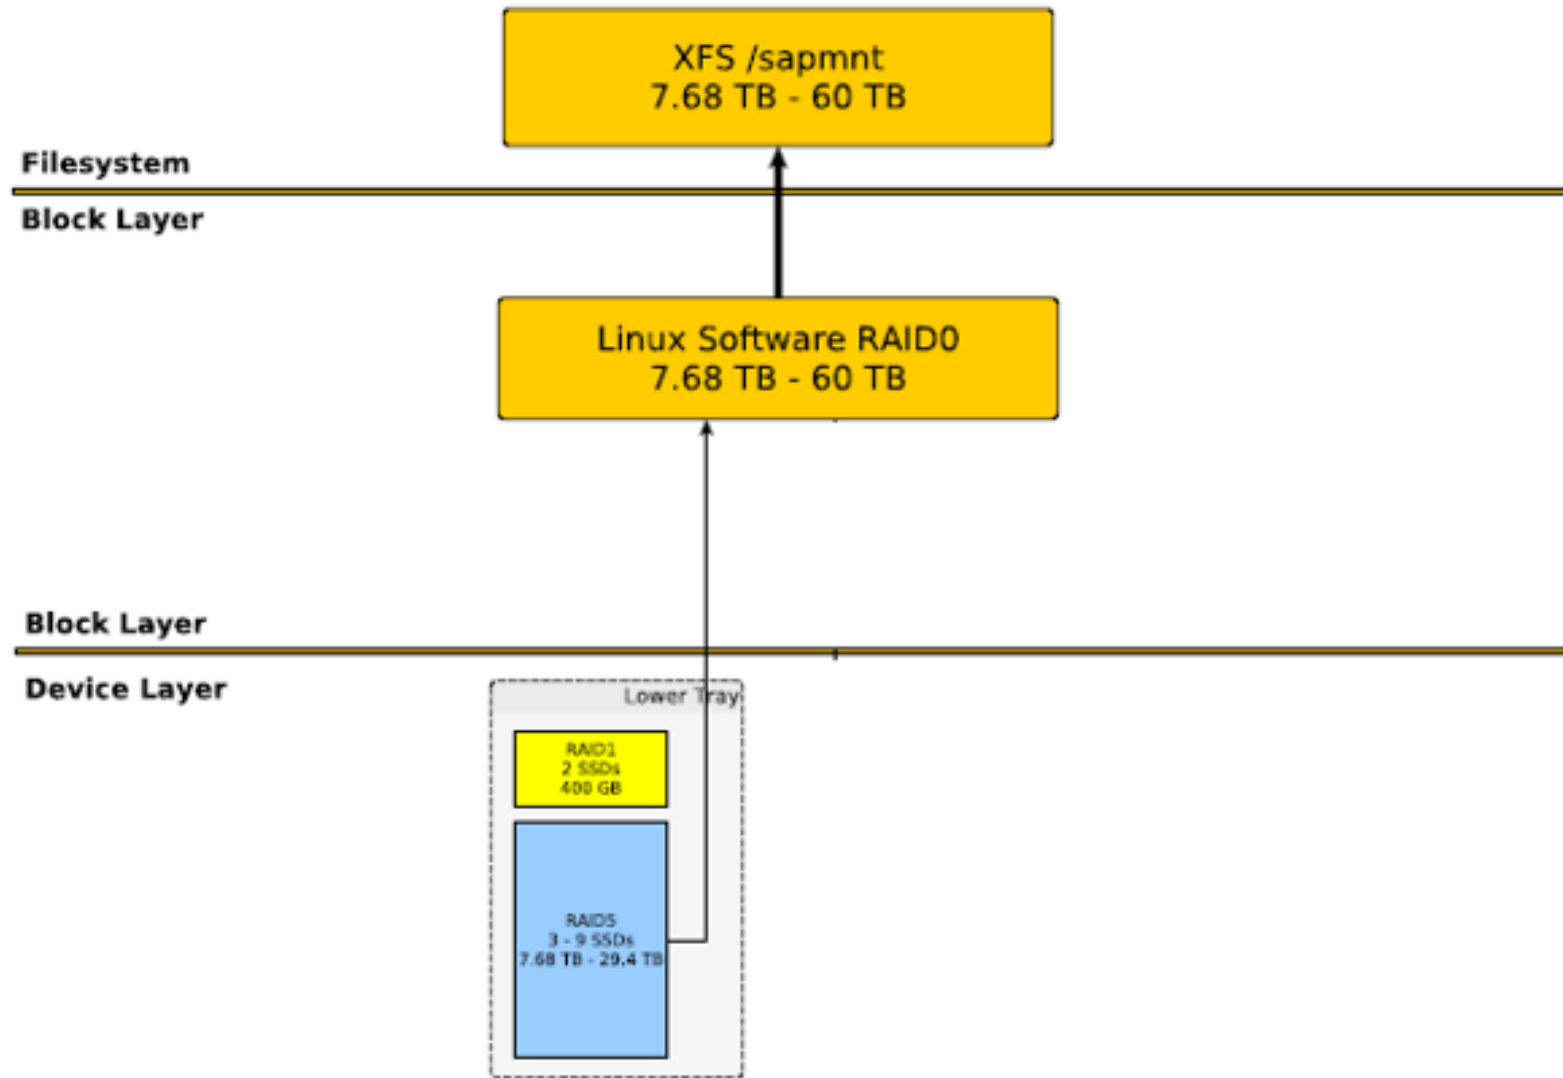 XFS /sapmnt
7.68 TB - 60 TB
Filesystem
Block Layer
Linux Software RAID0
7.68 TB - 60 TB
Block Layer
Device Layer
Lower Tray
RAID1
2 SSDs
400 GB
RAID5
3 - 9 SSDs
7.68 TB - 29.4 TB